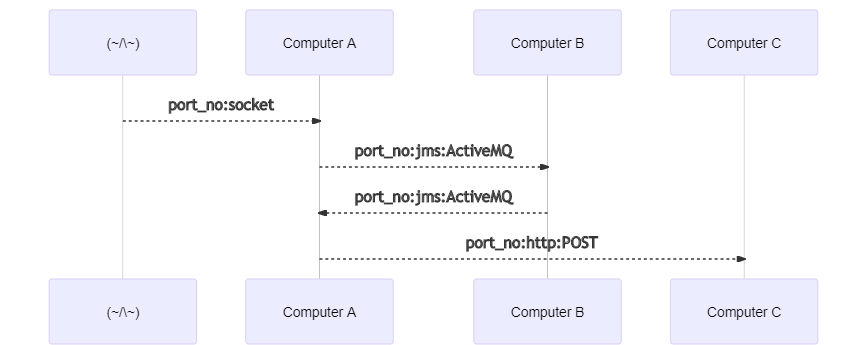 (~/\~) Computer A Computer B Computer C
port_no:socket
port_no:jms:ActiveMQ
port_no:jms:ActiveMQ
port_no:http:POST
(~/\~) Computer A Computer B Computer C